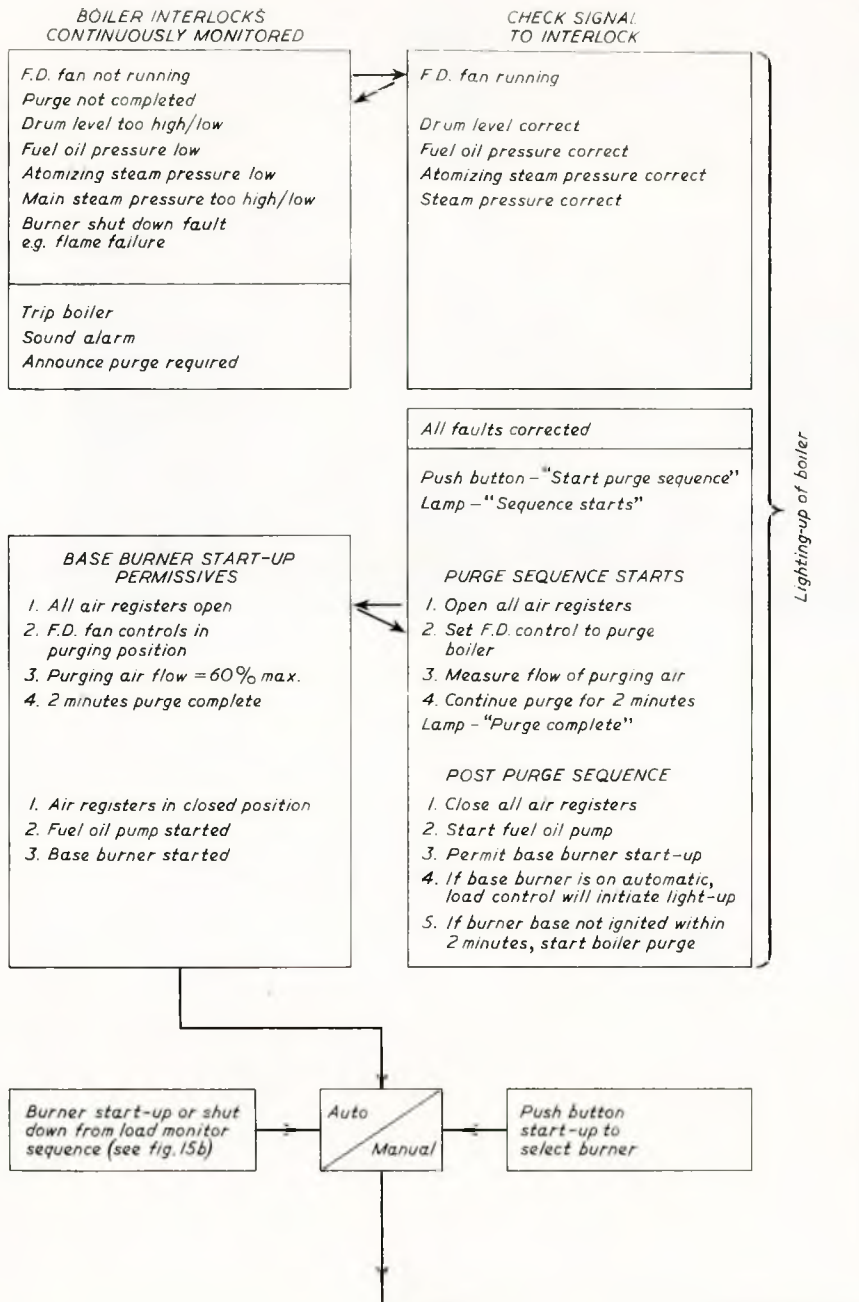 BOILER INTERLOCKS
CONTINUOUSLY MONITORED
F.D. fan not running
Purge not completed
Drum level too high/low
Fuel oil pressure low
Atomizing steam pressure low
Main steam pressure too high/low
Burner shut down fault
e.g. flame failure
Trip boiler
Sound alarm
Announce purge required
CHECK SIGNAL
TO INTERLOCK
F.D. fan running
Drum level correct
Fuel oil pressure correct
Atomizing steam pressure correct
Steam pressure correct
All faults corrected
Push button – "Start purge sequence"
Lamp – "Sequence starts"
PURGE SEQUENCE STARTS
1. Open all air registers
2. Set F.D. control to purge
boiler
3. Measure flow of purging air
4. Continue purge for 2 minutes
Lamp – "Purge complete"
POST PURGE SEQUENCE
1. Close all air registers
2. Start fuel oil pump
3. Permit base burner start-up
4. If base burner is on automatic,
load control will initiate light-up
5. If burner base not ignited within
2 minutes, start boiler purge
Lighting-up of boiler
BASE BURNER START-UP
PERMISSIVES
1. All air registers open
2. F.D. fan controls in
purging position
3. Purging air flow = 60% max.
4. 2 minutes purge complete
1. Air registers in closed position
2. Fuel oil pump started
3. Base burner started
Burner start-up or shut
down from load monitor
sequence (see fig. 15b)
Auto
Manual
Push button
start-up to
select burner